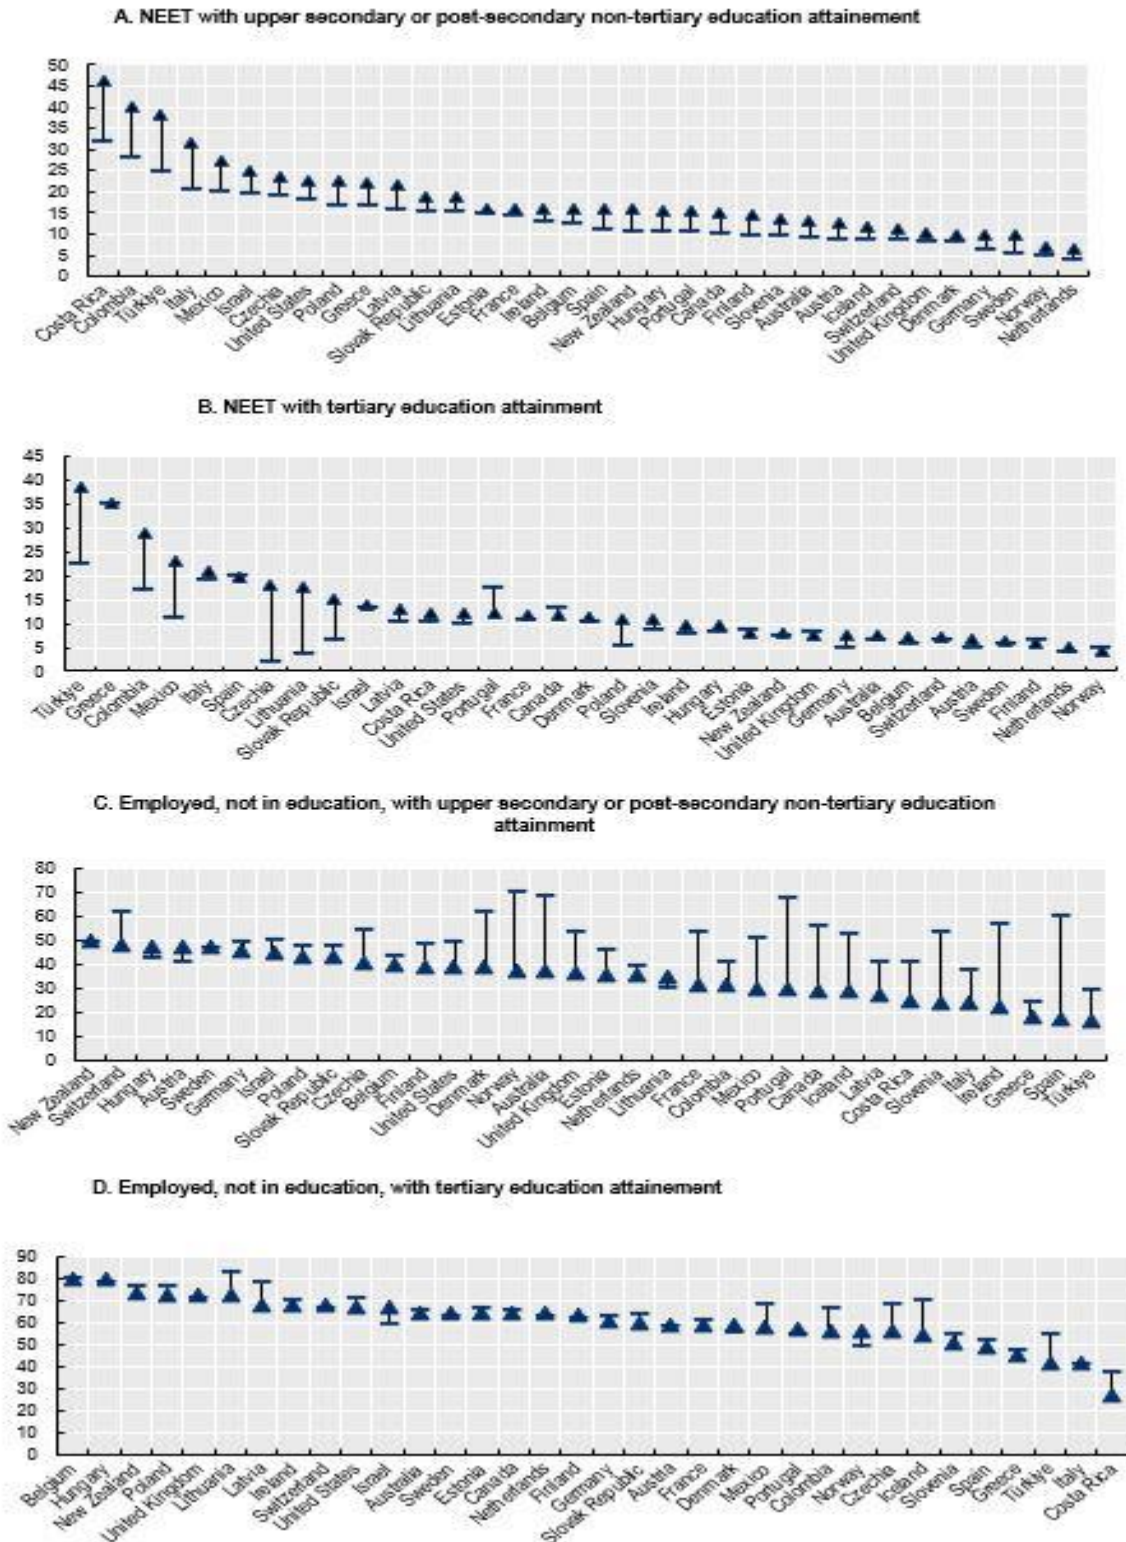 A. NEET with upper secondary or post-secondary non-tertiary education attainement
50
45
40
35
30
25
20
15
10
5
0
Costa Rica
Colombia
Türkiye
Italy
Mexico
Israel
Czechia
United States
Poland
Greece
Latvia
Slovak Republic
Lithuania
Estonia
France
Ireland
Belgium
Spain
New Zealand
Hungary
Portugal
Canada
Finland
Slovenia
Australia
Austria
Iceland
Switzerland
United Kingdom
Denmark
Germany
Sweden
Norway
Netherlands
B. NEET with tertiary education attainment
45
40
35
30
25
20
15
10
5
0
Türkiye
Greece
Colombia
Mexico
Italy
Spain
Czechia
Lithuania
Slovak Republic
Israel
Latvia
Costa Rica
United States
Portugal
France
Canada
Denmark
Poland
Slovenia
Ireland
Hungary
Estonia
New Zealand
United Kingdom
Germany
Australia
Belgium
Switzerland
Austria
Sweden
Finland
Netherlands
Norway
C. Employed, not in education, with upper secondary or post-secondary non-tertiary education
attainment
80
70
60
50
40
30
20
10
0
New Zealand
Switzerland
Hungary
Austria
Sweden
Germany
Israel
Poland
Slovak Republic
Czechia
Belgium
Finland
United States
Denmark
Norway
Australia
United Kingdom
Estonia
Netherlands
Lithuania
France
Colombia
Mexico
Portugal
Canada
Iceland
Latvia
Costa Rica
Slovenia
Italy
Ireland
Greece
Spain
Türkiye
D. Employed, not in education, with tertiary education attainement
90
80
70
60
50
40
30
20
10
0
Belgium
Hungary
New Zealand
Poland
United Kingdom
Lithuania
Latvia
Ireland
Switzerland
United States
Israel
Australia
Sweden
Estonia
Canada
Netherlands
Finland
Germany
Slovak Republic
Austria
France
Denmark
Mexico
Portugal
Colombia
Norway
Czechia
Iceland
Slovenia
Spain
Greece
Türkiye
Italy
Costa Rica